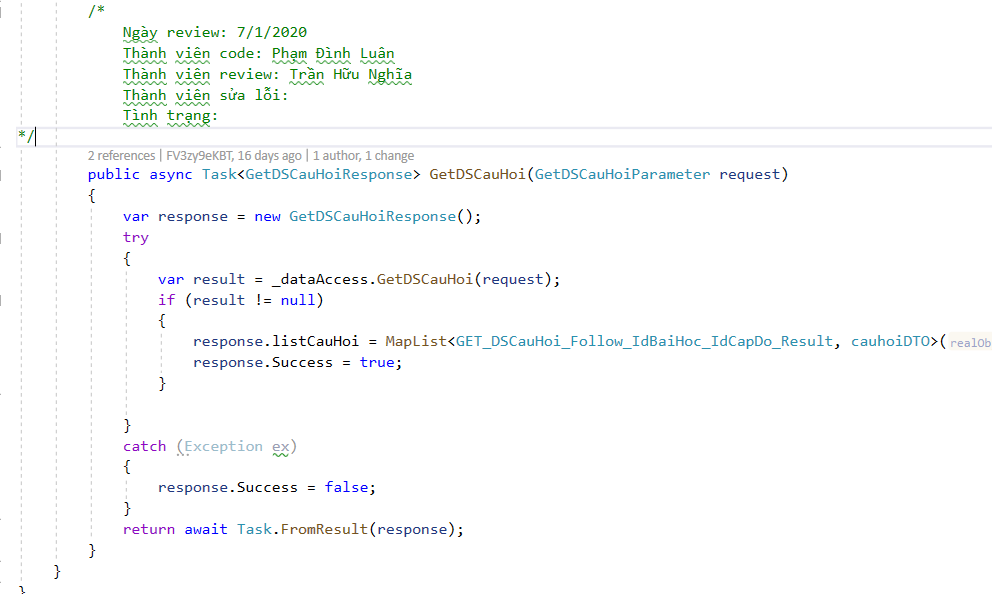 /*
Ngày review: 7/1/2020
Thành viên code: Phạm Đình Luân
Thành viên review: Trần Hữu Nghĩa
Thành viên sửa lỗi:
Tình trạng:
*/
2 references | FV3zy9eKBT, 16 days ago | 1 author, 1 change
public async Task<GetDSCauHoiResponse> GetDSCauHoi(GetDSCauHoiParameter request)
{
var response = new GetDSCauHoiResponse();
try
{
var result = _dataAccess.GetDSCauHoi(request);
if (result != null)
{
response.listCauHoi = MapList<GET_DSCauHoi_Follow_IdBaiHoc_IdCapDo_Result, cauhoiDTO>( realOb
response.Success = true;
}
}
catch (Exception ex)
{
response.Success = false;
}
return await Task.FromResult(response);
}
}
}